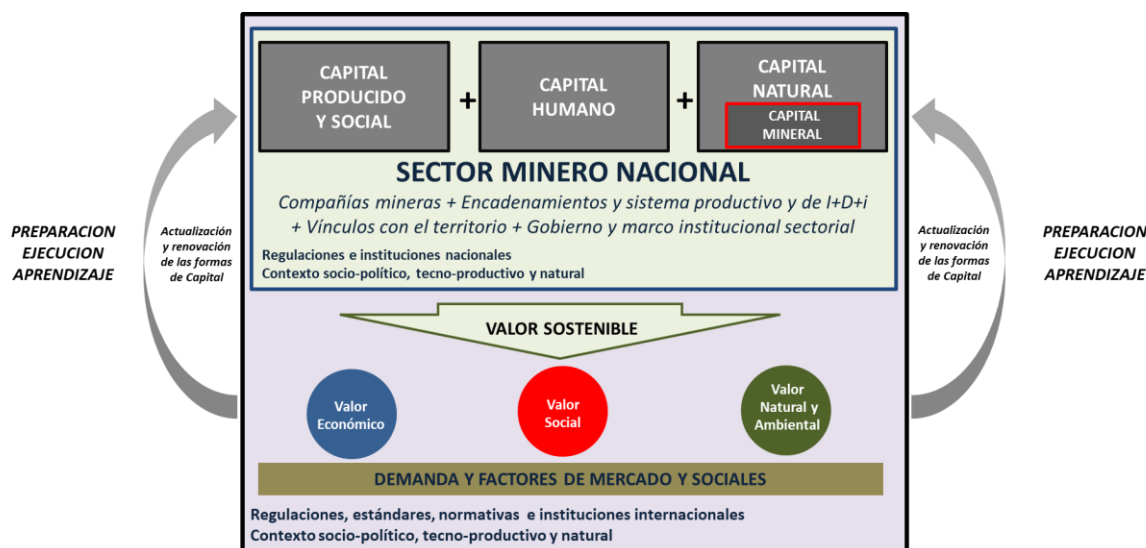 CAPITAL
PRODUCIDO
Y SOCIAL
+
CAPITAL
HUMANO
+
CAPITAL
NATURAL
CAPITAL
MINERAL
SECTOR MINERO NACIONAL
Compañías mineras + Encadenamientos y sistema productivo y de I+D+i
+ Vínculos con el territorio + Gobierno y marco institucional sectorial
Regulaciones e instituciones nacionales
Contexto socio-político, tecno-productivo y natural
PREPARACION
EJECUCION
APRENDIZAJE
Actualización
y renovación
de las formas
de Capital
Actualización
y renovación
de las formas
de Capital
PREPARACION
EJECUCION
APRENDIZAJE
VALOR SOSTENIBLE
Valor
Económico
Valor
Social
Valor
Natural y
Ambiental
DEMANDA Y FACTORES DE MERCADO Y SOCIALES
Regulaciones, estándares, normativas e instituciones internacionales
Contexto socio-político, tecno-productivo y natural